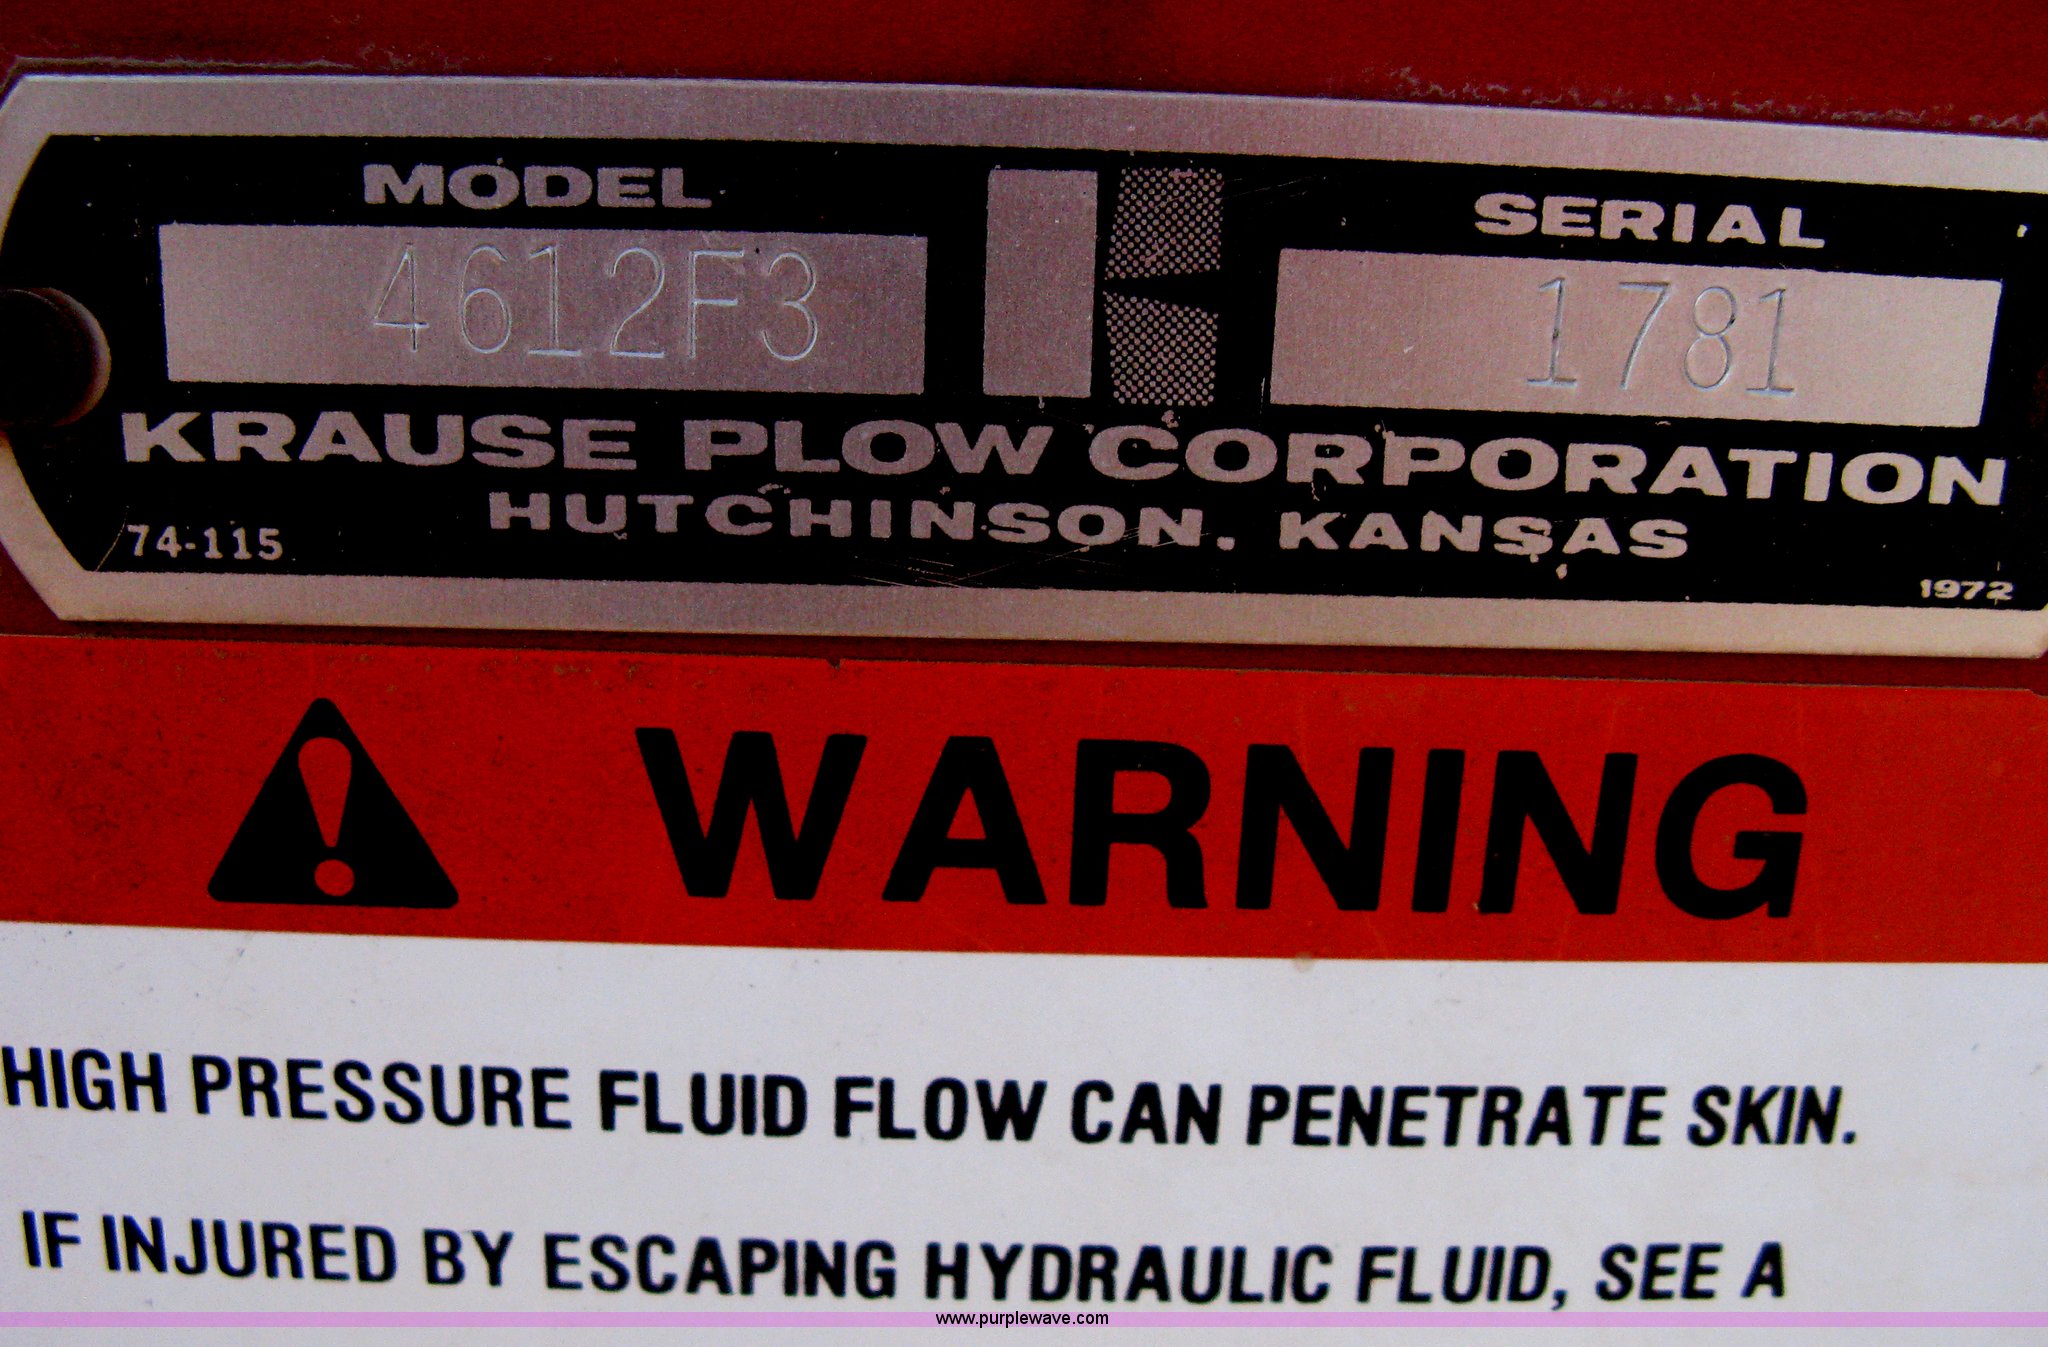 MODEL
SERIAL
4612F3
1781
KRAUSE PLOW CORPORATION
HUTCHINSON, KANSAS
74-115
1972
WARNING
HIGH PRESSURE FLUID FLOW CAN PENETRATE SKIN.
IF INJURED BY ESCAPING HYDRAULIC FLUID, SEE A
www.purplewave.com